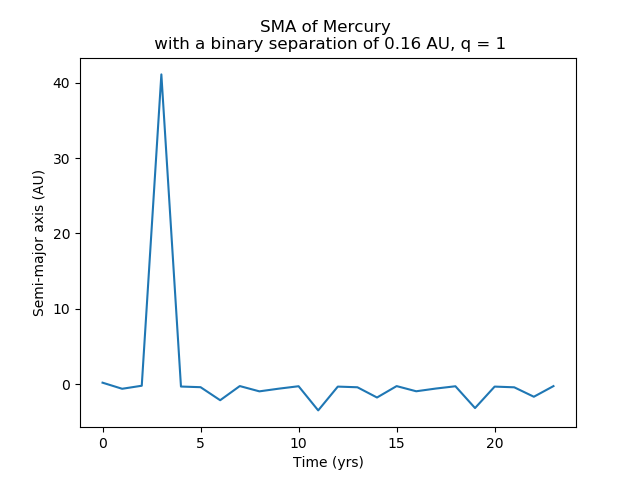 SMA of Mercury
with a binary separation of 0.16 AU, q = 1
40
30
20
10
0
Semi-major axis (AU)
0 5 10 15 20
Time (yrs)